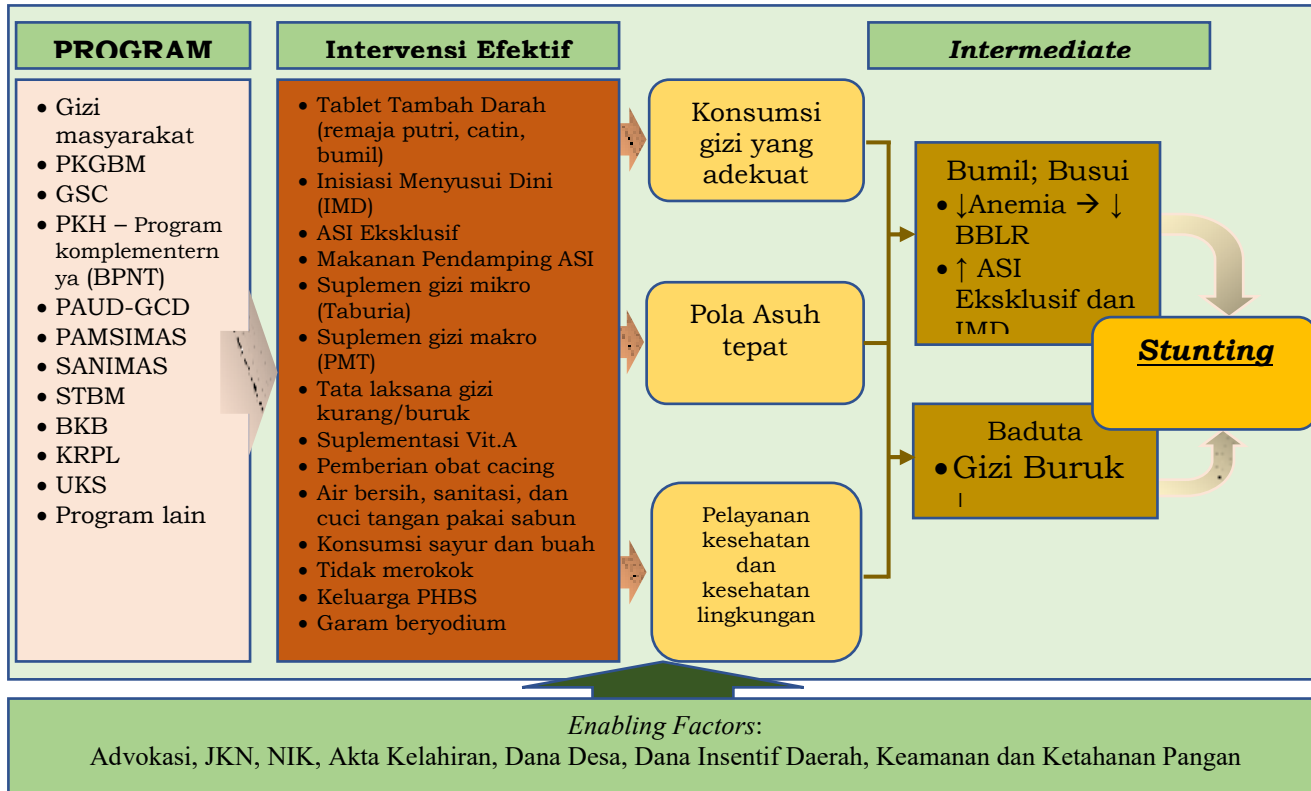 PROGRAM
Intervensi Efektif
Intermediate
• Gizi
masyarakat
• PKGBM
• GSC
• PKH – Program
komplementern
ya (BPNT)
• PAUD-GCD
• PAMSIMAS
• SANIMAS
• STBM
• BKB
• KRPL
• UKS
• Program lain
• Tablet Tambah Darah
(remaja putri, catin,
bumil)
• Inisiasi Menyusui Dini
(IMD)
• ASI Eksklusif
• Makanan Pendamping ASI
• Suplemen gizi mikro
(Taburia)
• Suplemen gizi makro
(PMT)
• Tata laksana gizi
kurang/buruk
• Suplementasi Vit.A
• Pemberian obat cacing
• Air bersih, sanitasi, dan
cuci tangan pakai sabun
• Konsumsi sayur dan buah
• Tidak merokok
• Keluarga PHBS
• Garam beryodium
Konsumsi
gizi yang
adekuat
Pola Asuh
tepat
Pelayanan
kesehatan
dan
kesehatan
lingkungan
Bumil; Busui
• ↓Anemia → ↓
BBLR
• ↑ ASI
Eksklusif dan
IMD
Baduta
• Gizi Buruk
Stunting
Enabling Factors:
Advokasi, JKN, NIK, Akta Kelahiran, Dana Desa, Dana Insentif Daerah, Keamanan dan Ketahanan Pangan